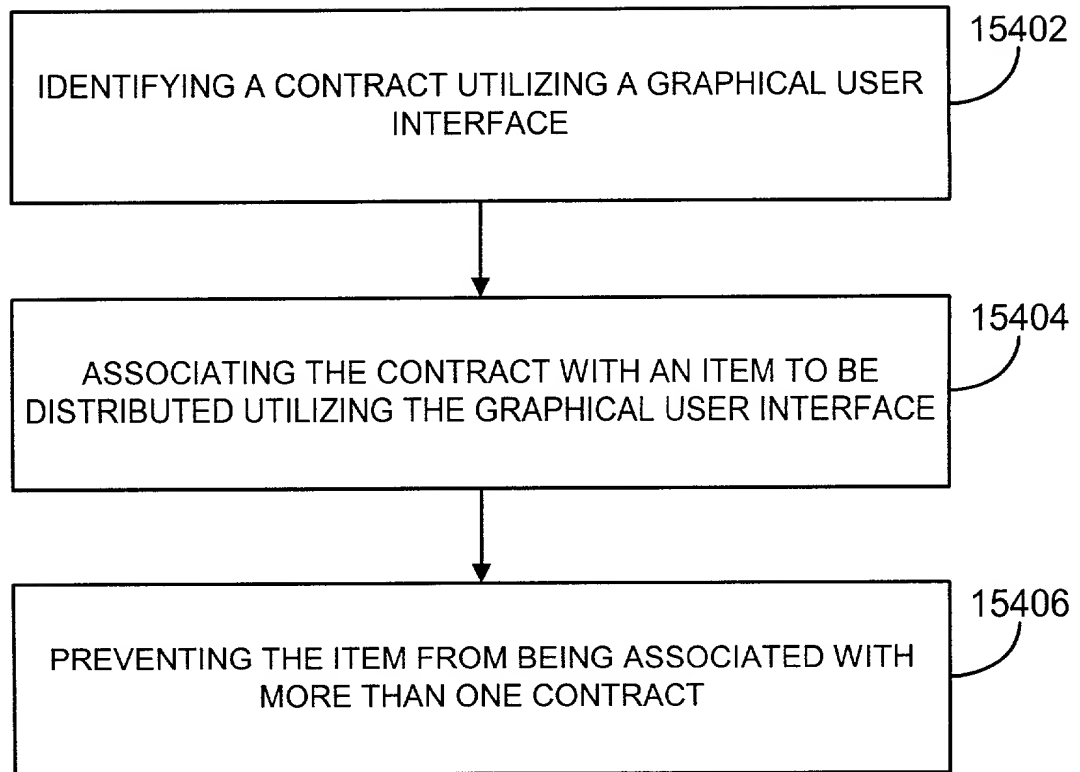 15402
IDENTIFYING A CONTRACT UTILIZING A GRAPHICAL USER
INTERFACE
15404
ASSOCIATING THE CONTRACT WITH AN ITEM TO BE
DISTRIBUTED UTILIZING THE GRAPHICAL USER INTERFACE
15406
PREVENTING THE ITEM FROM BEING ASSOCIATED WITH
MORE THAN ONE CONTRACT